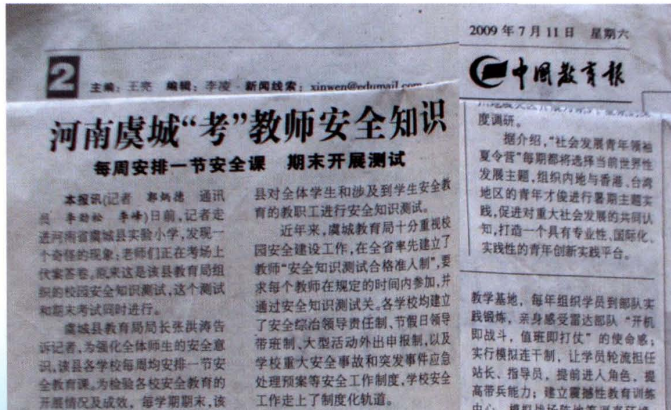 2009年7月11日 星期六
2
主编:王亮 编辑:李凌 新闻线索:xinwen@edumail.com
中国教育报
河南虞城“考”教师安全知识
每周安排一节安全课 期末开展测试
本报讯(记者 郭炳德 通讯
员 李劲松 李峰)日前,记者走
进河南省虞城县实验小学,发现一
个奇怪的现象:老师们正在考场上
伏案答卷,原来这是该县教育局组
织的校园安全知识测试,这个测试
和期末考试同时进行。
虞城县教育局局长张洪涛告
诉记者,为强化全体师生的安全意
识,该县各学校每周均安排一节安
全教育课。为检验各校安全教育的
开展情况及成效,每学期期末,该
县对全体学生和涉及到学生安全教
育的教职工进行安全知识测试。
近年来,虞城教育局十分重视校
园安全建设工作,在全省率先建立了
教师“安全知识测试合格准入制”,要
求每个教师在规定的时间内参加,并
通过安全知识测试关。各学校均建立
了安全综治领导责任制,节假日领导
带班制、大型活动外出申报制,以及
学校重大安全事故和突发事件应急
处理预案等安全工作制度,学校安全
工作走上了制度化轨道。
度调研。
据介绍,“社会发展青年领袖
夏令营”每期都将选择当前世界性
发展主题,组织内地与香港、台湾
地区的青年才俊进行暑期主题实
践,促进对重大社会发展的共同认
知,打造一个具有专业性、国际化、
实践性的青年创新实践平台。
教学基地,每年组织学员到部队实
践锻炼,亲身感受雷达部队“开机
即战斗,值班即打仗”的使命感;
实行模拟连干制,让学员轮流担任
站长、指导员,提前进入角色,提
高带兵能力;建立震撼性教育训练